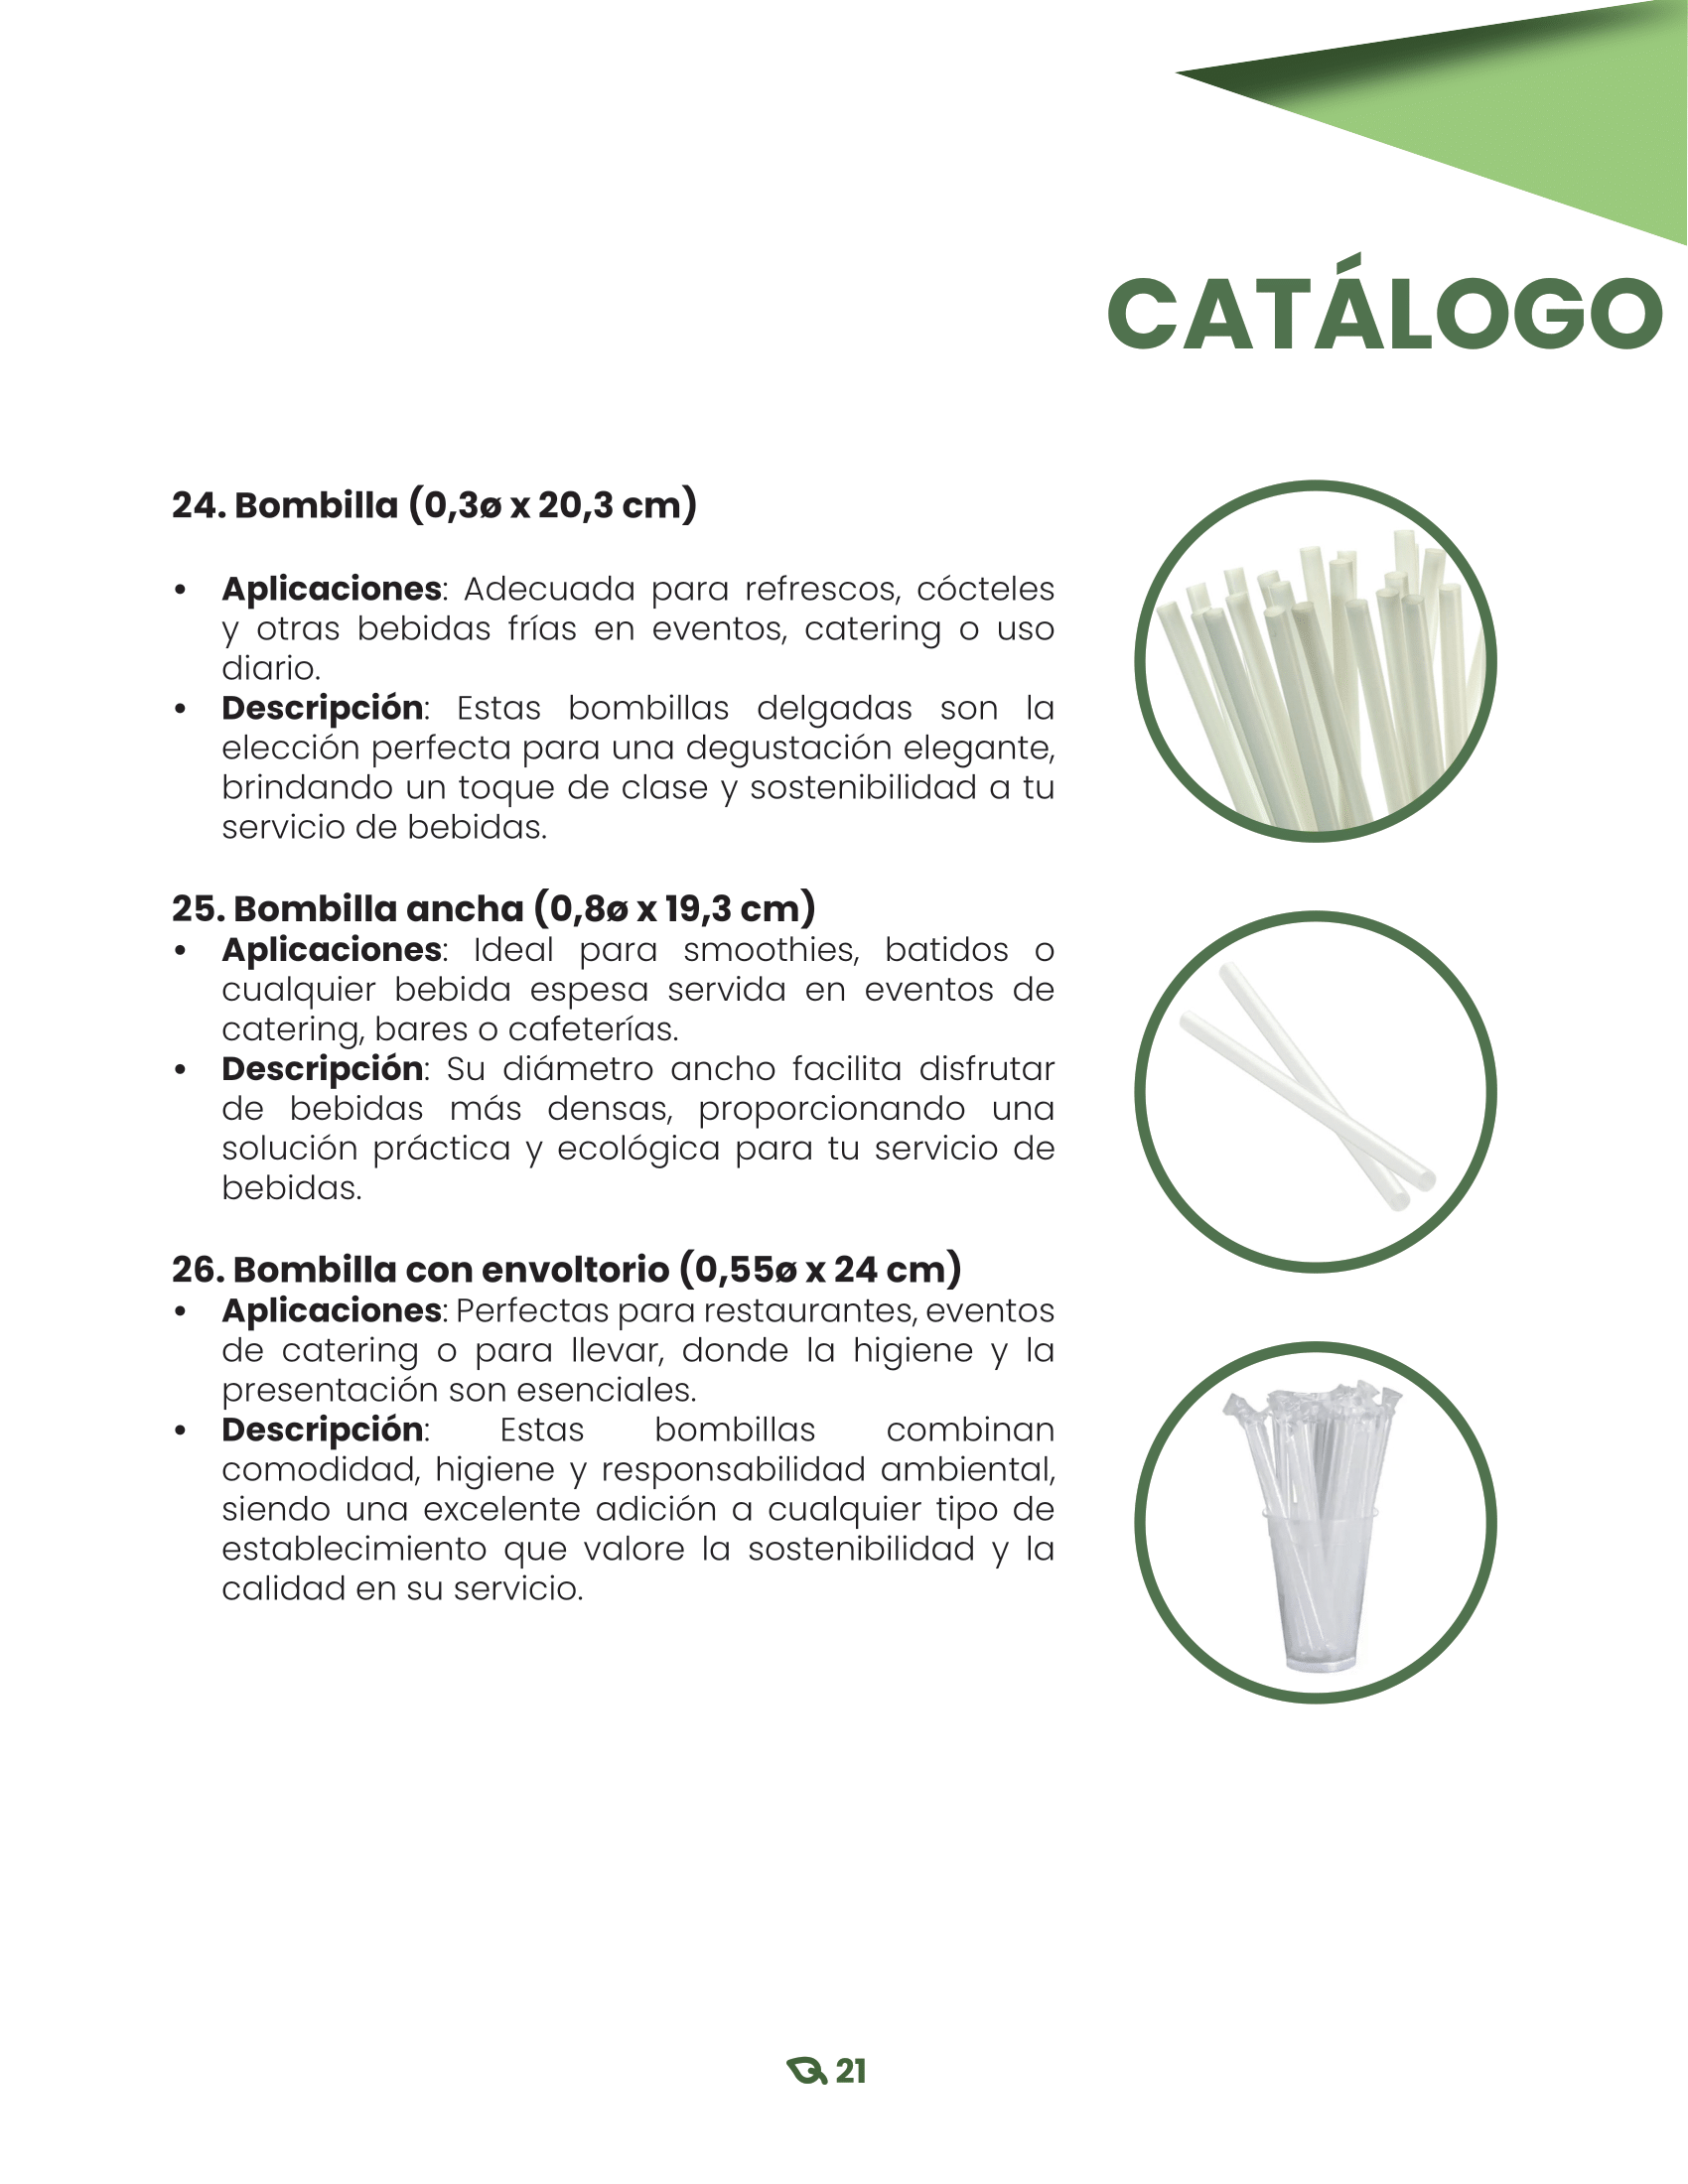 CATÁLOGO
24. Bombilla (0,3ø x 20,3 cm)
• Aplicaciones: Adecuada para refrescos, cócteles
y otras bebidas frías en eventos, catering o uso
diario.
• Descripción: Estas bombillas delgadas son la
elección perfecta para una degustación elegante,
brindando un toque de clase y sostenibilidad a tu
servicio de bebidas.
25. Bombilla ancha (0,8ø x 19,3 cm)
• Aplicaciones: Ideal para smoothies, batidos o
cualquier bebida espesa servida en eventos de
catering, bares o cafeterías.
• Descripción: Su diámetro ancho facilita disfrutar
de bebidas más densas, proporcionando una
solución práctica y ecológica para tu servicio de
bebidas.
26. Bombilla con envoltorio (0,55ø x 24 cm)
• Aplicaciones: Perfectas para restaurantes, eventos
de catering o para llevar, donde la higiene y la
presentación son esenciales.
• Descripción: Estas bombillas combinan
comodidad, higiene y responsabilidad ambiental,
siendo una excelente adición a cualquier tipo de
establecimiento que valore la sostenibilidad y la
calidad en su servicio.
21